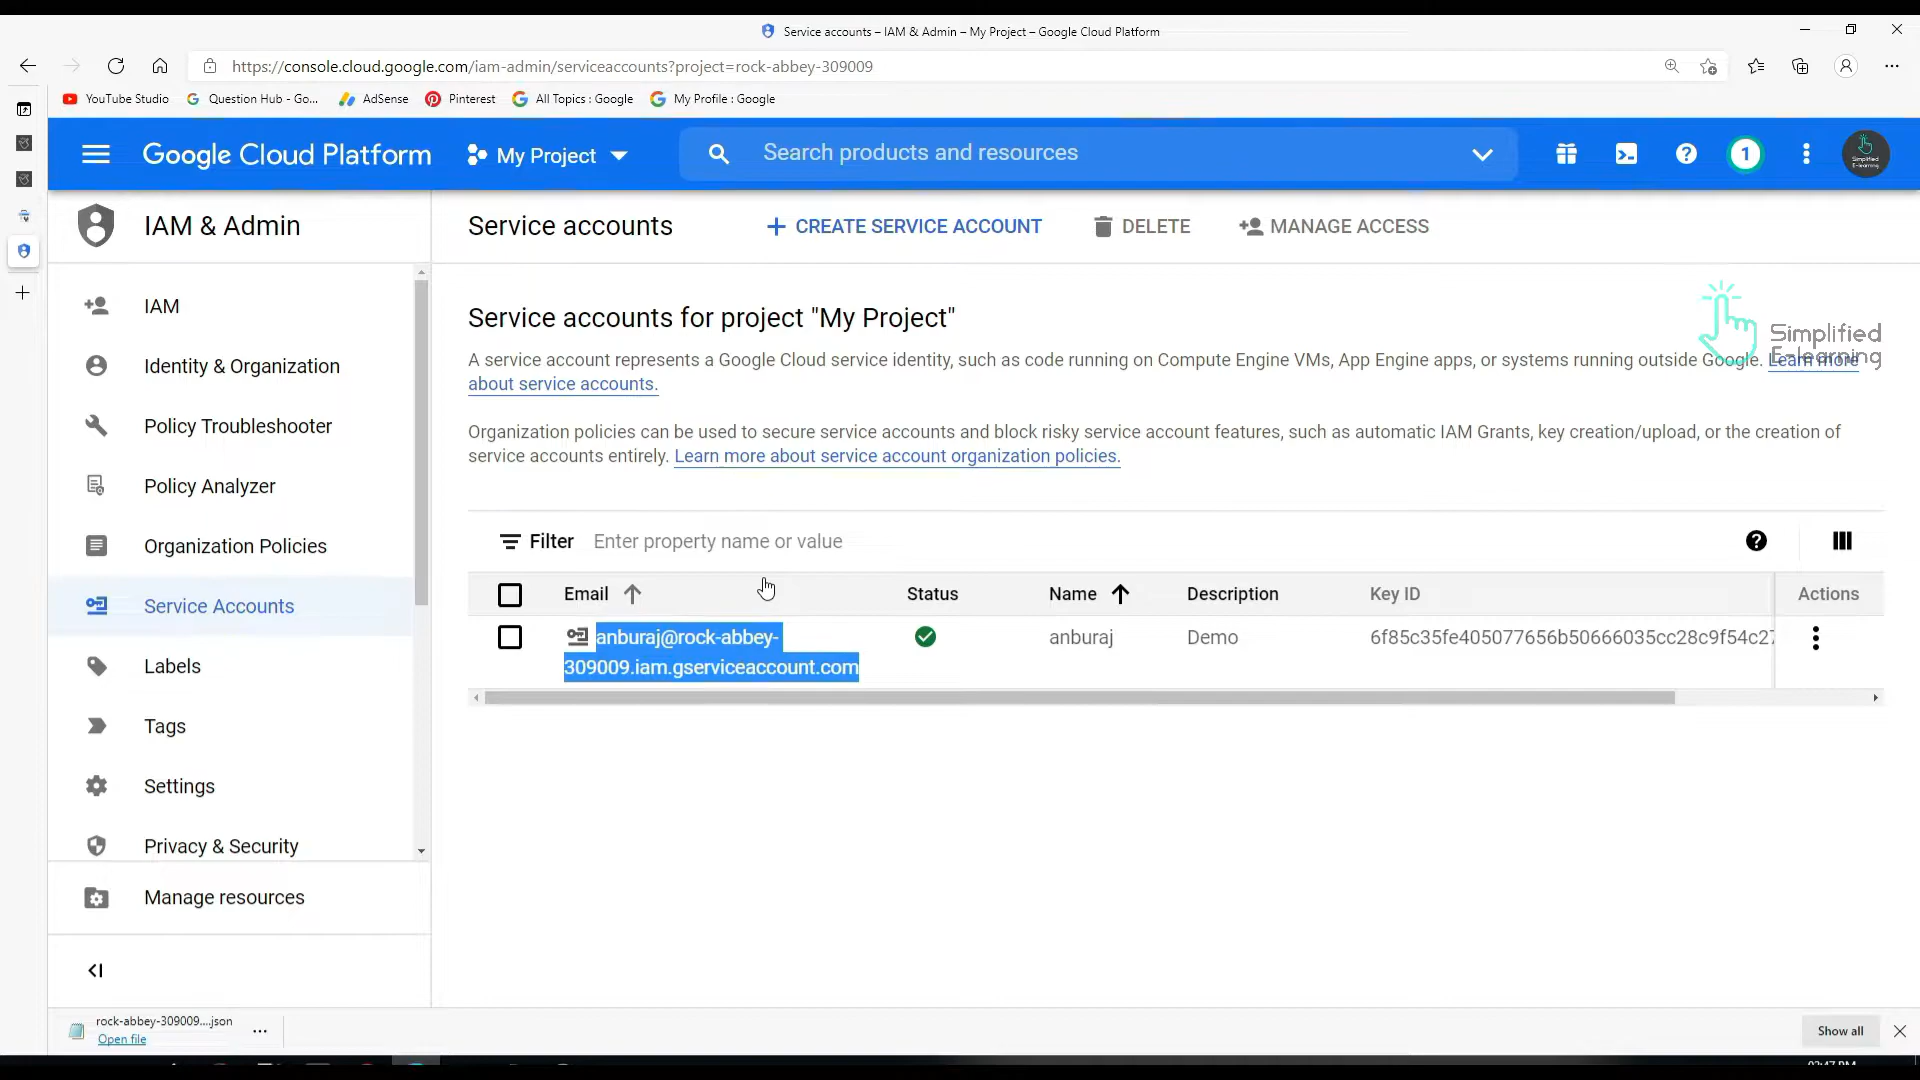 Service accounts – IAM & Admin – My Project – Google Cloud Platform
https://console.cloud.google.com/iam-admin/serviceaccounts?project=rock-abbey-309009
YouTube Studio
Question Hub - Go...
AdSense
Pinterest
All Topics : Google
My Profile : Google
Google Cloud Platform
My Project
Search products and resources
1
Simplified
E-learning
IAM & Admin
Service accounts
CREATE SERVICE ACCOUNT
DELETE
MANAGE ACCESS
IAM
Identity & Organization
Policy Troubleshooter
Policy Analyzer
Organization Policies
Service Accounts
Labels
Tags
Settings
Privacy & Security
Manage resources
Service accounts for project "My Project"
A service account represents a Google Cloud service identity, such as code running on Compute Engine VMs, App Engine apps, or systems running outside Google. Learn more
about service accounts.
Simplified
E-learning
Organization policies can be used to secure service accounts and block risky service account features, such as automatic IAM Grants, key creation/upload, or the creation of
service accounts entirely. Learn more about service account organization policies.
Filter Enter property name or value
Email Status Name Description Key ID Actions
anburaj@rock-abbey- anburaj Demo 6f85c35fe405077656b50666035cc28c9f54c27
309009.iam.gserviceaccount.com
rock-abbey-309009....json
Open file
Show all